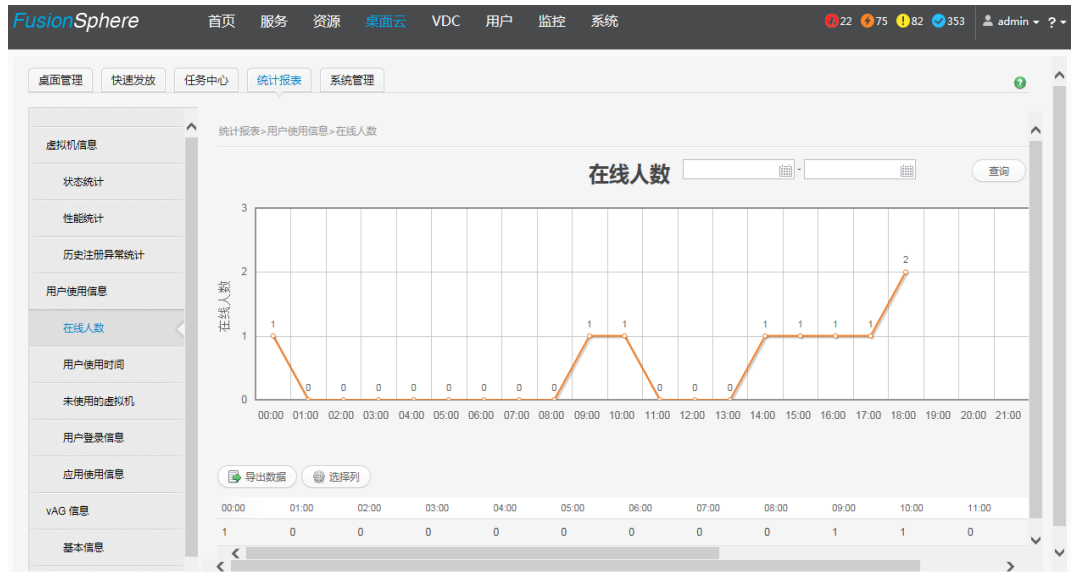 FusionSphere 首页 服务 资源 桌面云 VDC 用户 监控 系统 22 75 82 353 admin ?
桌面管理 快速发放 任务中心 统计报表 系统管理 ?
虚拟机信息
状态统计
性能统计
历史注册异常统计
用户使用信息
在线人数
用户使用时间
未使用的虚拟机
用户登录信息
应用使用信息
vAG 信息
基本信息
统计报表>用户使用信息>在线人数
在线人数 - 查询
在线人数
3
2
1
0
1 0 0 0 0 0 0 0 0 1 1 0 0 0 1 1 1 1 2
00:00 01:00 02:00 03:00 04:00 05:00 06:00 07:00 08:00 09:00 10:00 11:00 12:00 13:00 14:00 15:00 16:00 17:00 18:00 19:00 20:00 21:00
导出数据 选择列
00:00 01:00 02:00 03:00 04:00 05:00 06:00 07:00 08:00 09:00 10:00 11:00
1 0 0 0 0 0 0 0 0 1 1 0